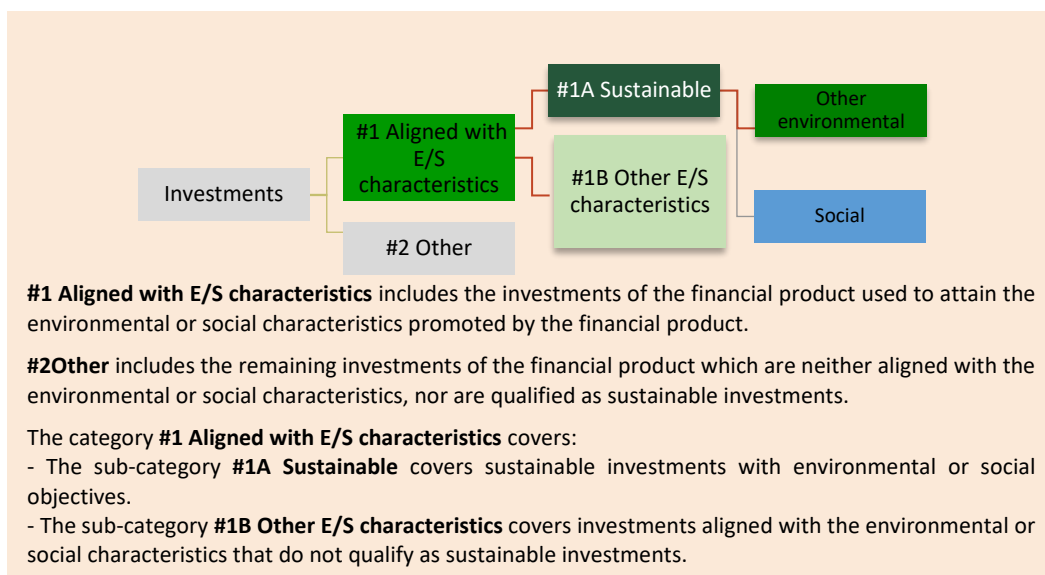 Investments
#1 Aligned with
E/S
characteristics
#2 Other
#1A Sustainable
#1B Other E/S
characteristics
Other
environmental
Social
#1 Aligned with E/S characteristics includes the investments of the financial product used to attain the
environmental or social characteristics promoted by the financial product.
#2Other includes the remaining investments of the financial product which are neither aligned with the
environmental or social characteristics, nor are qualified as sustainable investments.
The category #1 Aligned with E/S characteristics covers:
- The sub-category #1A Sustainable covers sustainable investments with environmental or social
objectives.
- The sub-category #1B Other E/S characteristics covers investments aligned with the environmental or
social characteristics that do not qualify as sustainable investments.